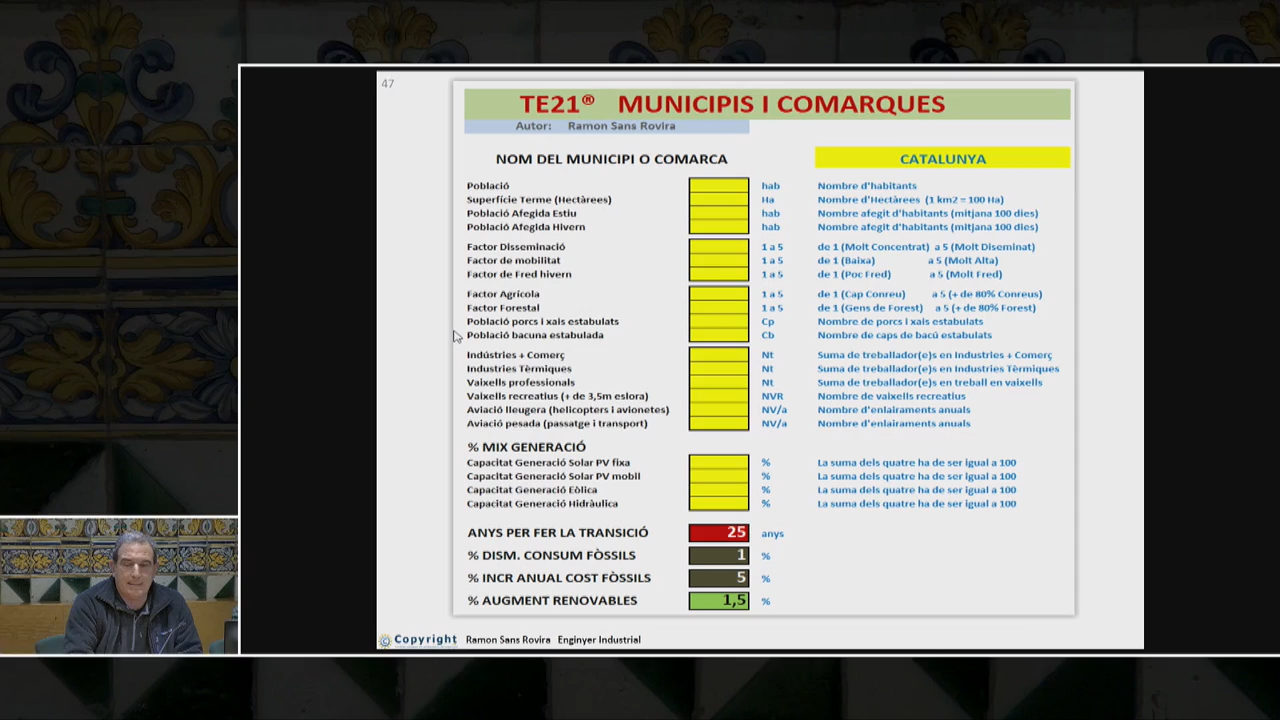 47
TE21® MUNICIPIS I COMARQUES
Autor: Ramon Sans Rovira
NOM DEL MUNICIPI O COMARCA CATALUNYA
Població hab Nombre d'habitants
Superfície Terme (Hectàrees) Ha Nombre d'Hectàrees (1 km2 = 100 Ha)
Població Afegida Estiu hab Nombre afegit d'habitants (mitjana 100 dies)
Població Afegida Hivern hab Nombre afegit d'habitants (mitjana 100 dies)
Factor Disseminació 1 a 5 de 1 (Molt Concentrat) a 5 (Molt Diseminat)
Factor de mobilitat 1 a 5 de 1 (Baixa) a 5 (Molt Alta)
Factor de Fred hivern 1 a 5 de 1 (Poc Fred) a 5 (Molt Fred)
Factor Agrícola 1 a 5 de 1 (Cap Conreu) a 5 (+ de 80% Conreus)
Factor Forestal 1 a 5 de 1 (Gens de Forest) a 5 (+ de 80% Forest)
Població porcs i xais estabulats Cp Nombre de porcs i xais estabulats
Població bacuna estabulada Cb Nombre de caps de bacú estabulats
Indústries + Comerç Nt Suma de treballador(e)s en Industries + Comerç
Industries Tèrmiques Nt Suma de treballador(e)s en Industries Tèrmiques
Vaixells professionals Nt Suma de treballador(e)s en treball en vaixells
Vaixells recreatius (+ de 3,5m eslora) NVR Nombre de vaixells recreatius
Aviació lleugera (helicopters i avionetes) NV/a Nombre d'enlairaments anuals
Aviació pesada (passatge i transport) NV/a Nombre d'enlairaments anuals
% MIX GENERACIÓ
Capacitat Generació Solar PV fixa % La suma dels quatre ha de ser igual a 100
Capacitat Generació Solar PV mobil % La suma dels quatre ha de ser igual a 100
Capacitat Generació Eòlica % La suma dels quatre ha de ser igual a 100
Capacitat Generació Hidràulica % La suma dels quatre ha de ser igual a 100
ANYS PER FER LA TRANSICIÓ 25 anys
% DISM. CONSUM FÒSSILS 1 %
% INCR ANUAL COST FÒSSILS 5 %
% AUGMENT RENOVABLES 1,5 %
© Copyright Ramon Sans Rovira Enginyer Industrial